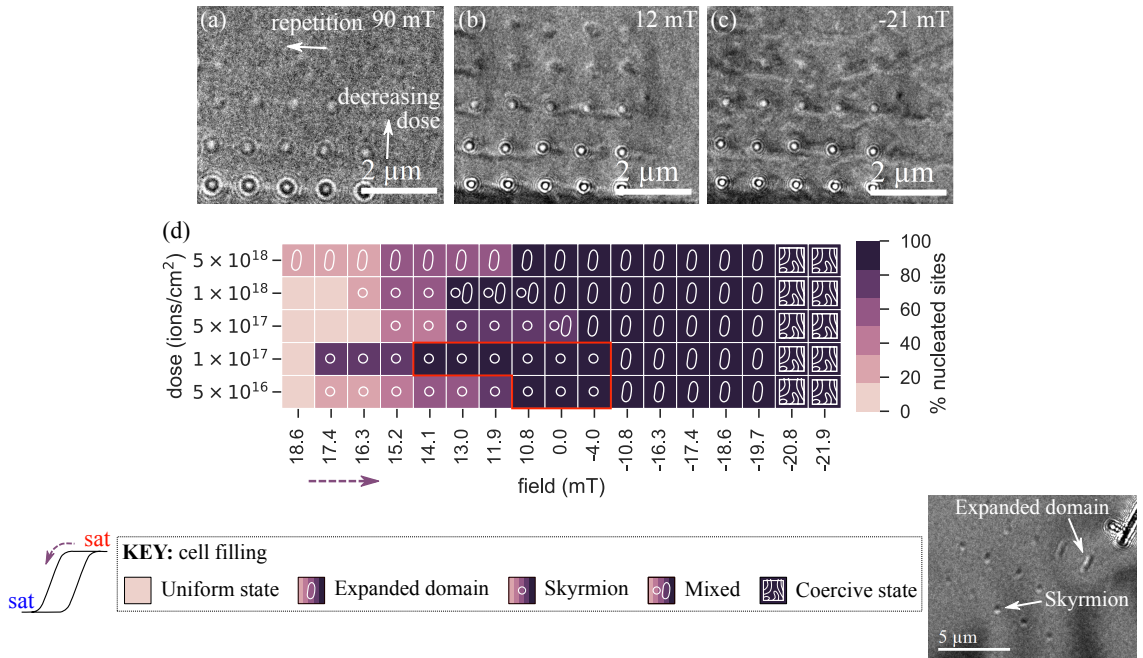 (a) 90 mT
repetition
decreasing
dose
2 µm
(b) 12 mT
2 µm
(c) -21 mT
2 µm
(d)
dose (ions/cm²)
5 × 10¹⁸
1 × 10¹⁸
5 × 10¹⁷
1 × 10¹⁷
5 × 10¹⁶
18.6 17.4 16.3 15.2 14.1 13.0 11.9 10.8 0.0 -4.0 -10.8 -16.3 -17.4 -18.6 -19.7 -20.8 -21.9
field (mT)
100
80
60
40
20
0
% nucleated sites
sat
sat
KEY: cell filling
Uniform state Expanded domain Skyrmion Mixed Coercive state
Expanded domain
Skyrmion
5 µm